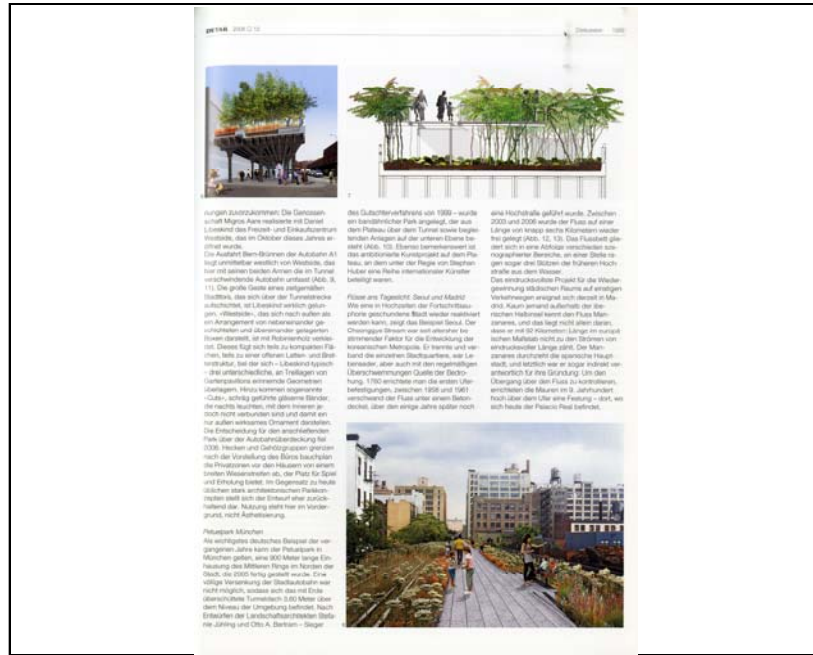 DETAIL 2008 12
Diskussion
7
nungen zuvorzukommen: Die Genossen-
schaft Migros Aare realisierte mit Daniel
Libeskind das Freizeit- und Einkaufszentrum
Westside, das im Oktober dieses Jahres er-
öffnet wurde.
Die Ausfahrt Bern-Brünnen der Autobahn A1
liegt unmittelbar westlich von Westside, das
hier mit seinen beiden Armen die im Tunnel
verschwindende Autobahn umfasst (Abb. 9,
11). Die große Geste eines zeitgemäßen
Stadttors, das sich über der Tunnelstrecke
aufschichtet, ist Libeskind wirklich gelun-
gen. »Westside«, das sich nach außen als
ein Arrangement von nebeneinander ge-
schichteten und übereinander gelagerten
Boxen darstellt, ist mit Robinienholz verklei-
det. Dieses fügt sich teils zu kompakten Flä-
chen, teils zu einer offenen Latten- und Bret-
terstruktur, bei der sich – Libeskind-typisch
– drei unterschiedliche, an Treillagen von
Gartenpavillons erinnernde Geometrien
überlagern. Hinzu kommen sogenannte
»Cuts«, schräg geführte gläserne Bänder,
die nachts leuchten, mit dem Inneren je-
doch nicht verbunden sind und damit ein
nur außen wirksames Ornament darstellen.
Die Entscheidung für den anschließenden
Park über der Autobahnüberdeckung fiel
2006. Hecken und Gehölzgruppen grenzen
nach der Vorstellung des Büros bauchplan
die Privatzonen vor den Häusern von einem
breiten Wiesenstreifen ab, der Platz für Spiel
und Erholung bietet. Im Gegensatz zu heute
üblichen stark architektonischen Parkkon-
zepten stellt sich der Entwurf eher zurück-
haltend dar. Nutzung steht hier im Vorder-
grund, nicht Ästhetisierung.
Petuelpark München
Als wichtigstes deutsches Beispiel der ver-
gangenen Jahre kann der Petuelpark in
München gelten, eine 900 Meter lange Ein-
hausung des Mittleren Rings im Norden der
Stadt, die 2005 fertig gestellt wurde. Eine
völlige Versenkung der Stadtautobahn war
nicht möglich, sodass sich das mit Erde
überschüttete Tunneldach 3,60 Meter über
dem Niveau der Umgebung befindet. Nach
Entwürfen der Landschaftsarchitekten Stefa-
nie Jühling und Otto A. Bertram – Sieger
des Gutachterverfahrens von 1999 – wurde
ein bandähnlicher Park angelegt, der aus
dem Plateau über dem Tunnel sowie beglei-
tenden Anlagen auf der unteren Ebene be-
steht (Abb. 10). Ebenso bemerkenswert ist
das ambitionierte Kunstprojekt auf dem Pla-
teau, an dem unter der Regie von Stephan
Huber eine Reihe internationaler Künstler
beteiligt waren.
Flüsse ans Tageslicht: Seoul und Madrid
Wie eine in Hochzeiten der Fortschrittseu-
phorie geschundene Stadt wieder reaktiviert
werden kann, zeigt das Beispiel Seoul. Der
Cheonggye Stream war seit alters her be-
stimmender Faktor für die Entwicklung der
koreanischen Metropole. Er trennte und ver-
band die einzelnen Stadtquartiere, war Le-
bensader, aber auch mit den regelmäßigen
Überschwemmungen Quelle der Bedro-
hung. 1760 errichtete man die ersten Ufer-
befestigungen, zwischen 1958 und 1961
verschwand der Fluss unter einem Beton-
deckel, über den einige Jahre später noch
eine Hochstraße geführt wurde. Zwischen
2003 und 2006 wurde der Fluss auf einer
Länge von knapp sechs Kilometern wieder
frei gelegt (Abb. 12, 13). Das Flussbett glie-
dert sich in eine Abfolge verschieden sze-
nographierter Bereiche, an einer Stelle ra-
gen sogar drei Stützen der früheren Hoch-
straße aus dem Wasser.
Das eindrucksvollste Projekt für die Wieder-
gewinnung städtischen Raums auf einstigen
Verkehrswegen ereignet sich derzeit in Ma-
drid. Kaum jemand außerhalb der ibe-
rischen Halbinsel kennt den Fluss Man-
zanares, und das liegt nicht allein daran,
dass er mit 92 Kilometern Länge im europä-
ischen Maßstab nicht zu den Strömen von
eindrucksvoller Länge zählt. Der Man-
zanares durchzieht die spanische Haupt-
stadt, und letztlich war er sogar indirekt ver-
antwortlich für ihre Gründung: Um den
Übergang über den Fluss zu kontrollieren,
errichteten die Mauren im 9. Jahrhundert
hoch über dem Ufer eine Festung – dort, wo
sich heute der Palacio Real befindet.